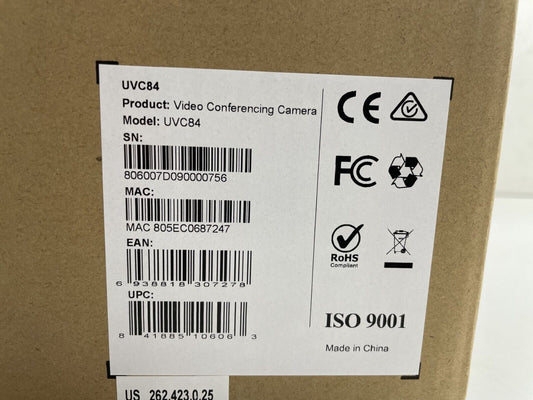 UVC84
Product: Video Conferencing Camera
Model: UVC84
SN:
806007D090000756
MAC:
MAC 805EC0687247
EAN:
6 938818 307278
UPC:
8 41885 10606 3
CE
FC
RoHS
Compliant
ISO 9001
Made in China
US 262.423.0.25